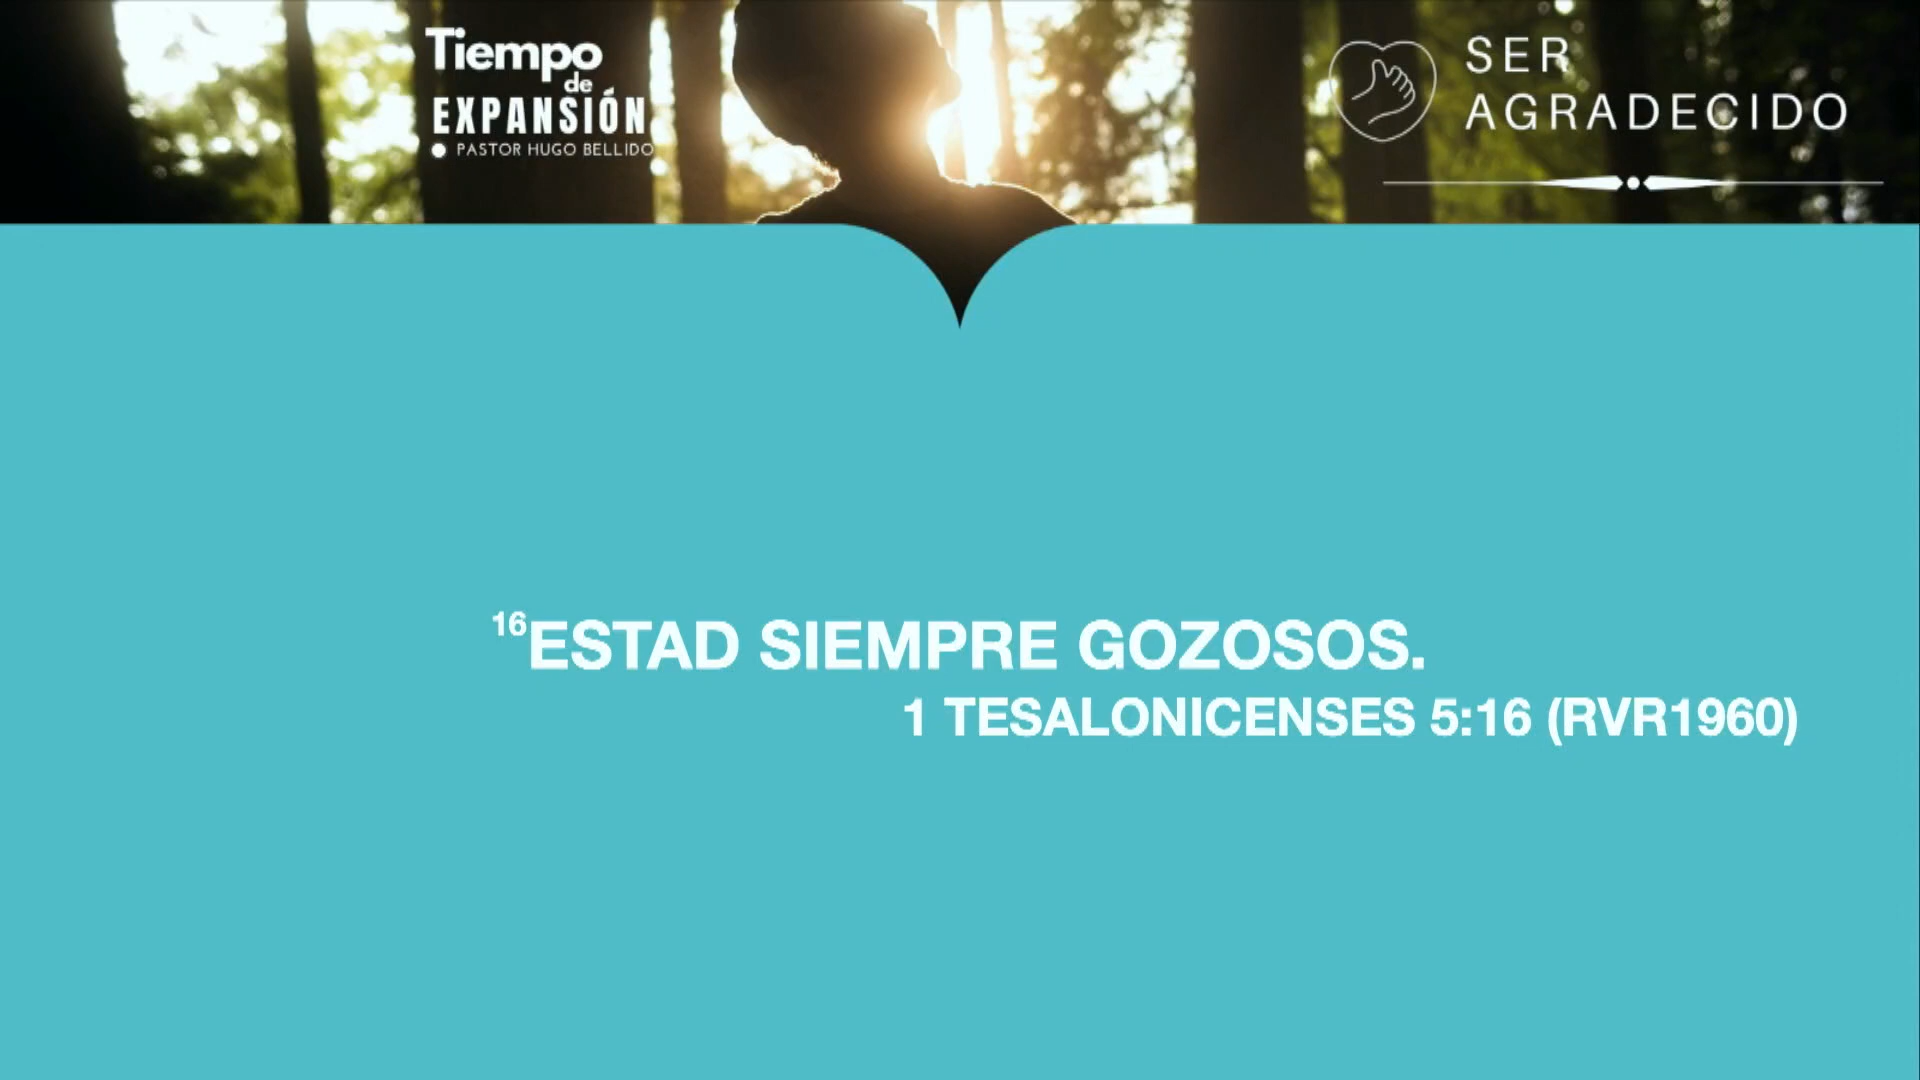 Tiempo
de
EXPANSIÓN
PASTOR HUGO BELLIDO
SER
AGRADECIDO
16ESTAD SIEMPRE GOZOSOS.
1 TESALONICENSES 5:16 (RVR1960)